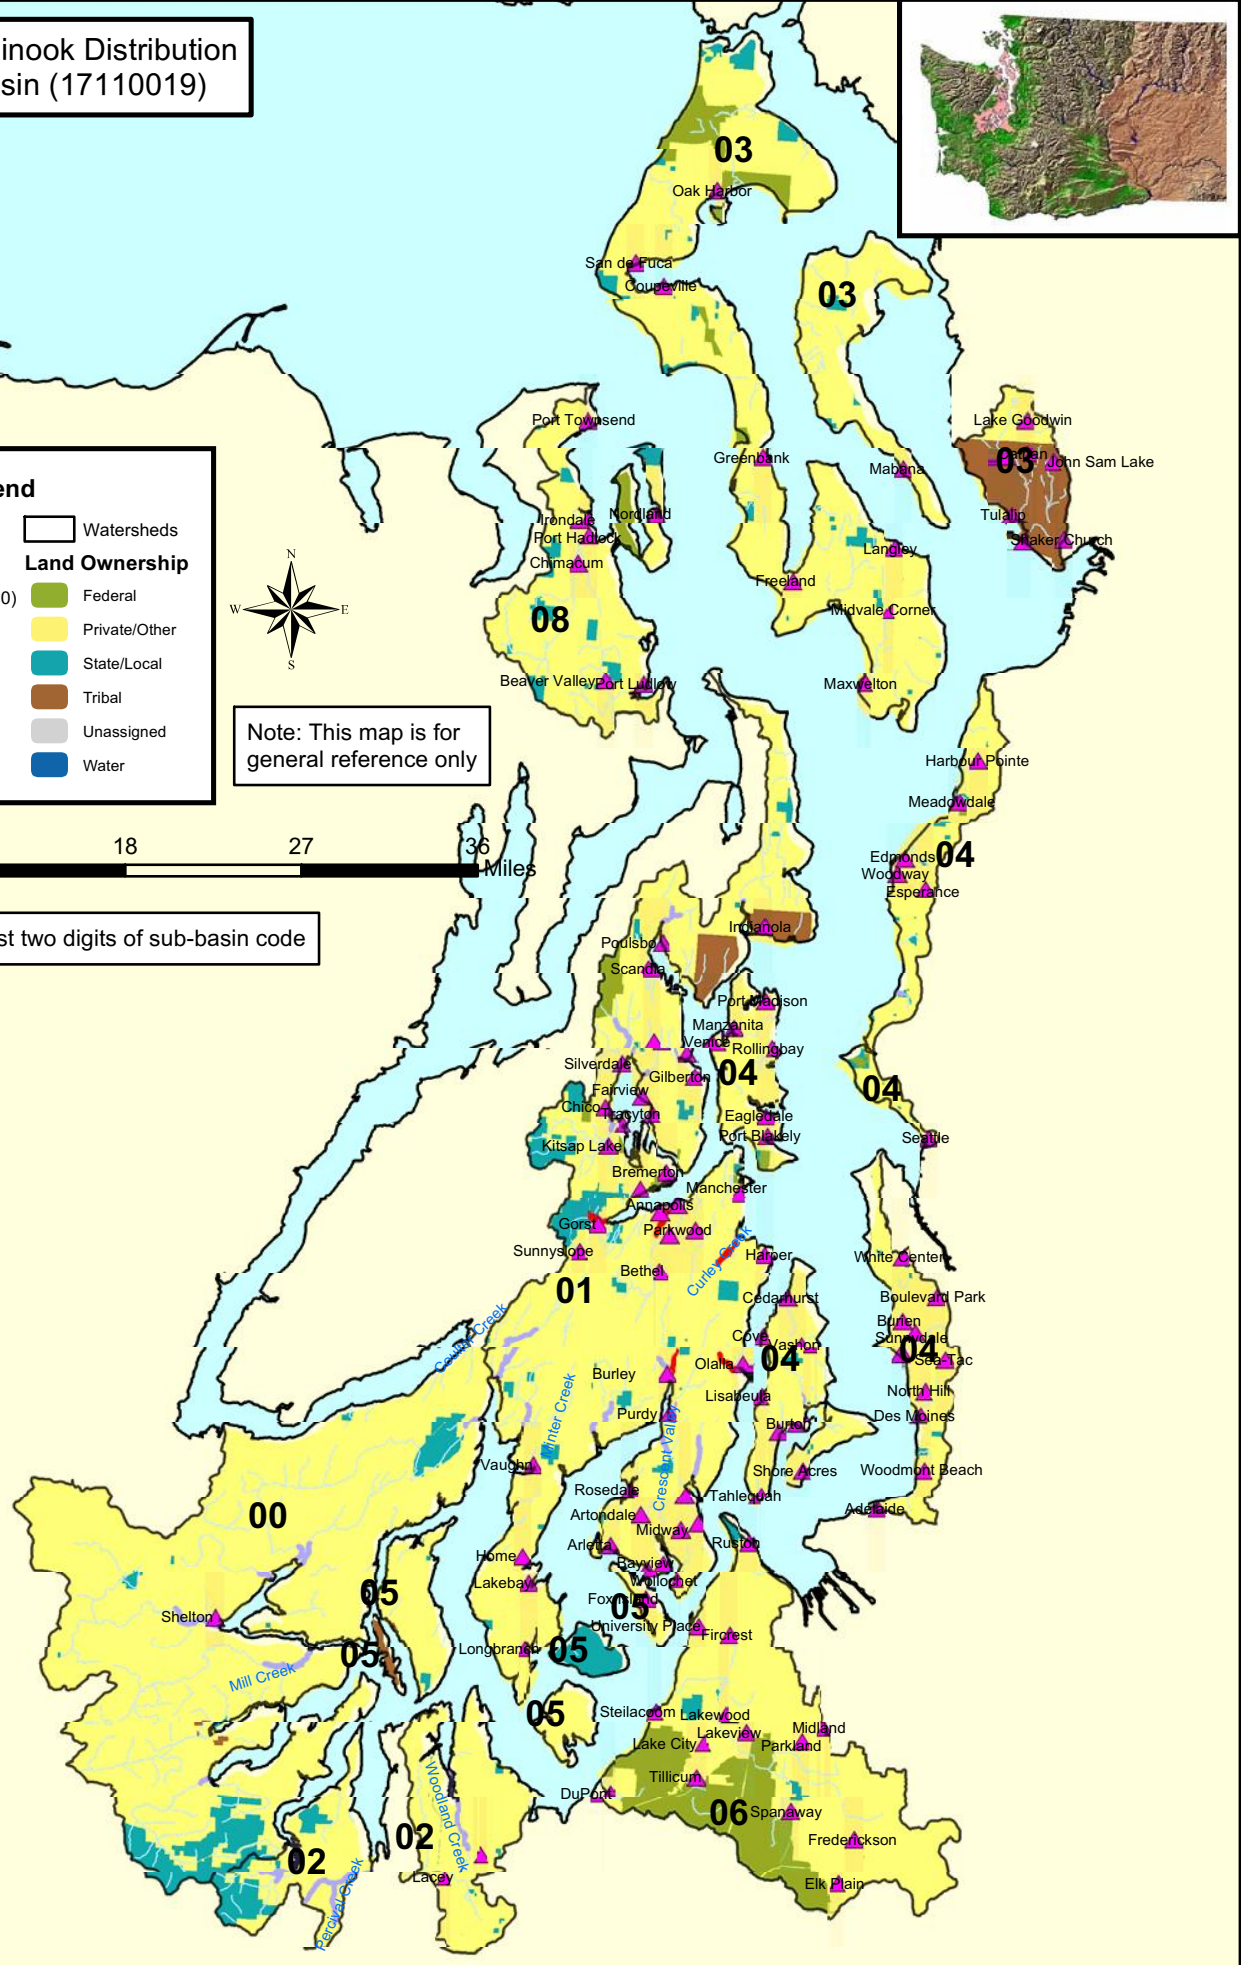 inook Distribution
sin (17110019)
03
Oak Harbor
San de Fuca
Coupeville
03
Port Townsend
Lake Goodwin
Greenbank
Mabana
03
John Sam Lake
end
Watersheds
Land Ownership
0)
Federal
Private/Other
State/Local
Tribal
Unassigned
Water
N
W
E
S
Nordland
Irondale
Port Hadlock
Chimacum
Tulalip
Shaker Church
Langley
Freeland
08
Midvale Corner
Beaver Valley
Port Ludlow
Maxwelton
Note: This map is for
general reference only
Harbour Pointe
Meadowdale
18
27
36
Miles
Edmonds
04
Woodway
Esperance
st two digits of sub-basin code
Indianola
Poulsbo
Scandia
Port Madison
Manzanita
Venice
Rollingbay
Silverdale
Gilberton
04
Fairview
04
Chico
Tracyton
Eagledale
Port Blakely
Seattle
Kitsap Lake
Bremerton
Manchester
Annapolis
Gorst
Parkwood
Sunnyslope
Curley Creek
Harper
White Center
Bethel
01
Cedarhurst
Boulevard Park
Coulter Creek
Burien
Sunnydale
Cove
Vashon
04
04
Sea-Tac
Olalla
Burley
Lisabeula
North Hill
Purdy
Minter Creek
Crescent Valley
Burton
Des Moines
Vaughn
Shore Acres
Woodmont Beach
Rosedale
Tahlequah
Adelaide
00
Artondale
Midway
Arletta
Ruston
Home
Bayview
Lakebay
Wollochet
05
Fox Island
05
Shelton
University Place
Fircrest
05
Longbranch
05
Mill Creek
05
Steilacoom
Lakewood
Midland
Lakeview
Lake City
Parkland
Tillicum
DuPont
06
Spanaway
Woodland Creek
02
Frederickson
02
Lacey
Elk Plain
Percival Creek